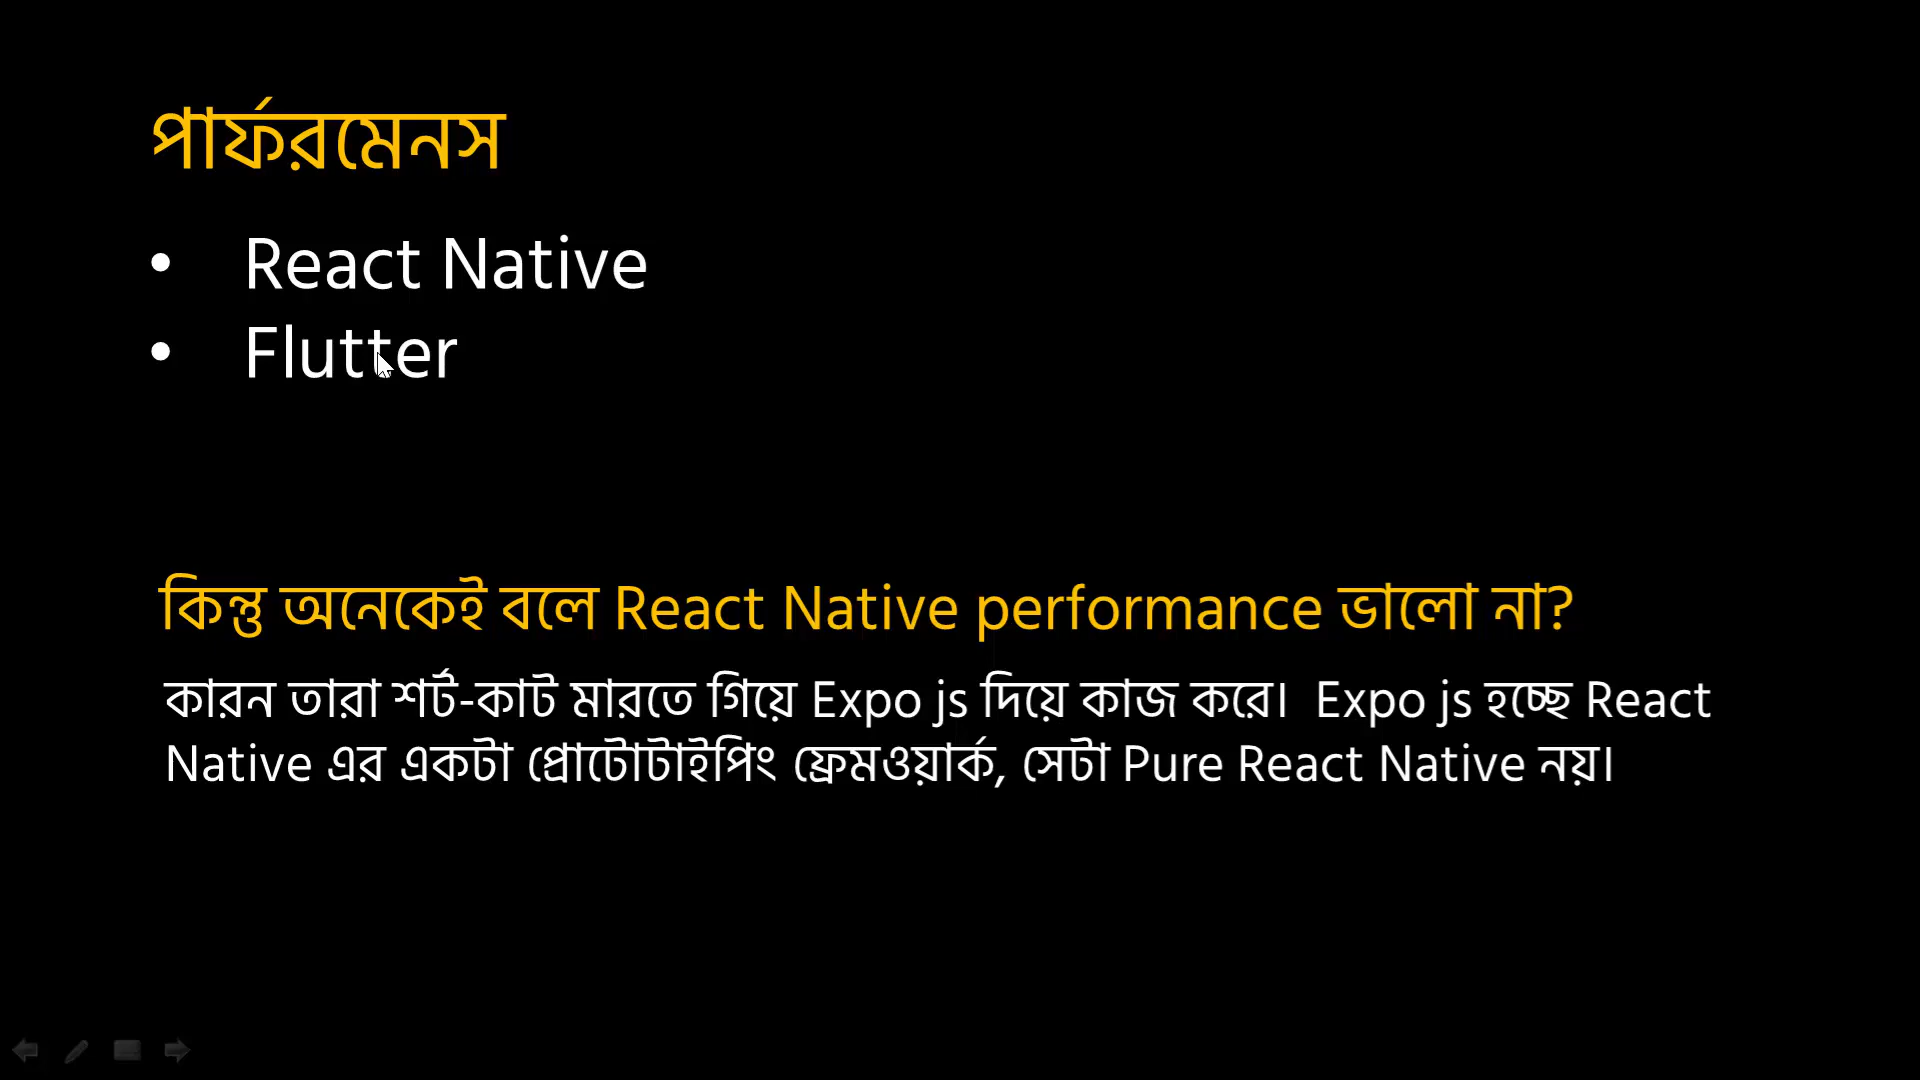 পার্ফরমেনস
• React Native
• Flutter
কিন্তু অনেকেই বলে React Native performance ভালো না?
কারন তারা শর্ট-কাট মারতে গিয়ে Expo js দিয়ে কাজ করে। Expo js হচ্ছে React
Native এর একটা প্রোটোটাইপিং ফ্রেমওয়ার্ক, সেটা Pure React Native নয়।